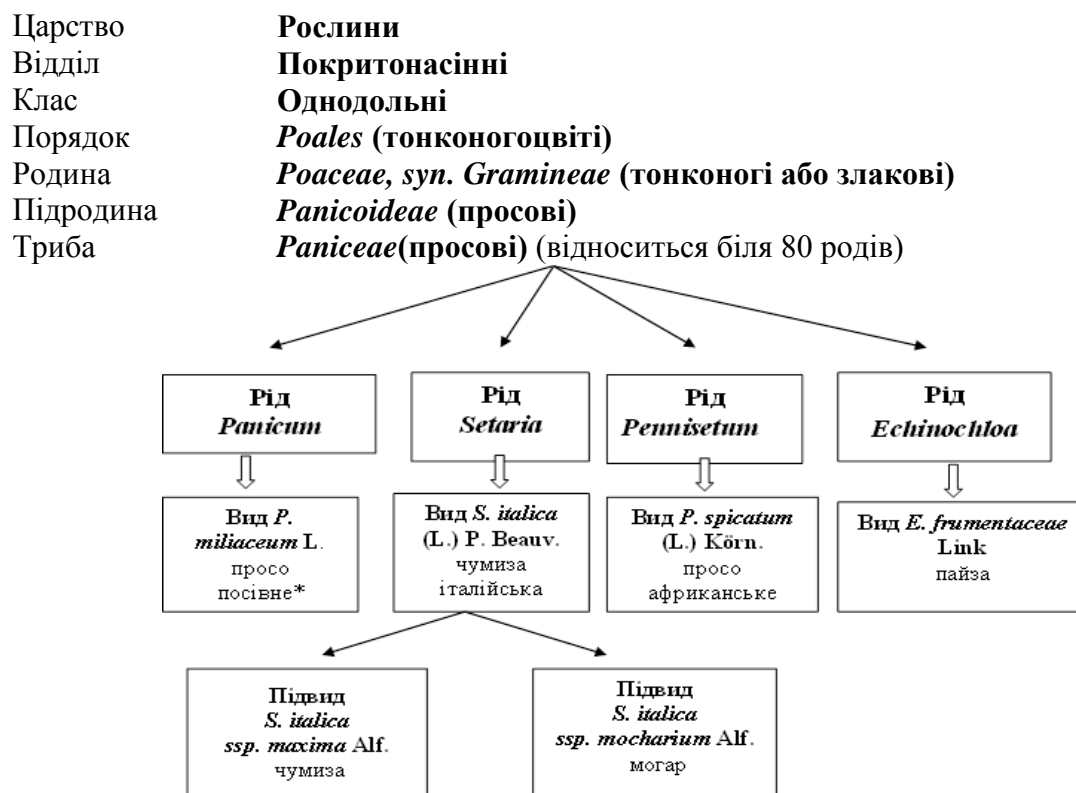 Царство Рослини
Відділ Покритонасінні
Клас Однодольні
Порядок Poales (тонконогоцвіті)
Родина Poaceae, syn. Gramineae (тонконогі або злакові)
Підродина Panicoideae (просові)
Триба Paniceae(просові) (відноситься біля 80 родів)
Рід
Panicum
Рід
Setaria
Рід
Pennisetum
Рід
Echinochloa
Вид P.
miliaceum L.
просо
посівне*
Вид S. italica
(L.) P. Beauv.
чумиза
італійська
Вид P. spicatum
(L.) Körn.
просо
африканське
Вид E. frumentaceae
Link
пайза
Підвид
S. italica
ssp. maxima Alf.
чумиза
Підвид
S. italica
ssp. mocharium Alf.
могар